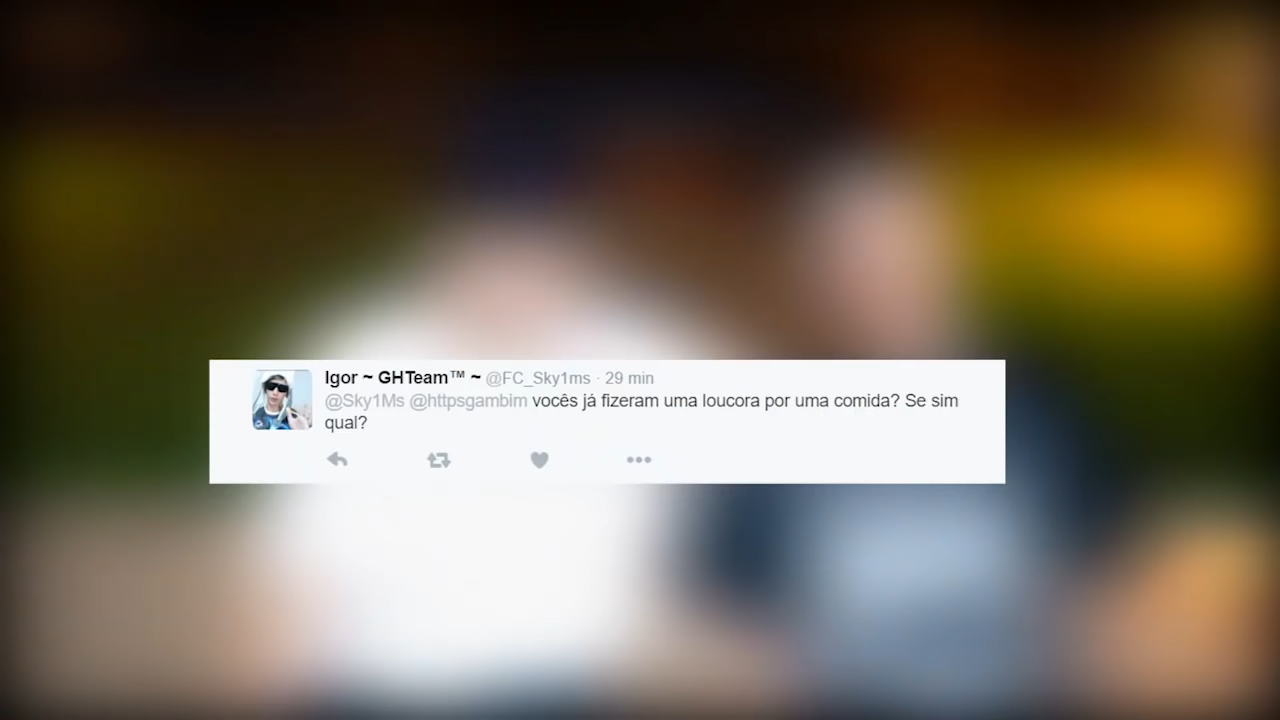 Igor ~ GHTeam™ ~ @FC_Sky1ms · 29 min
@Sky1Ms @httpsgambim vocês já fizeram uma loucora por uma comida? Se sim
qual?